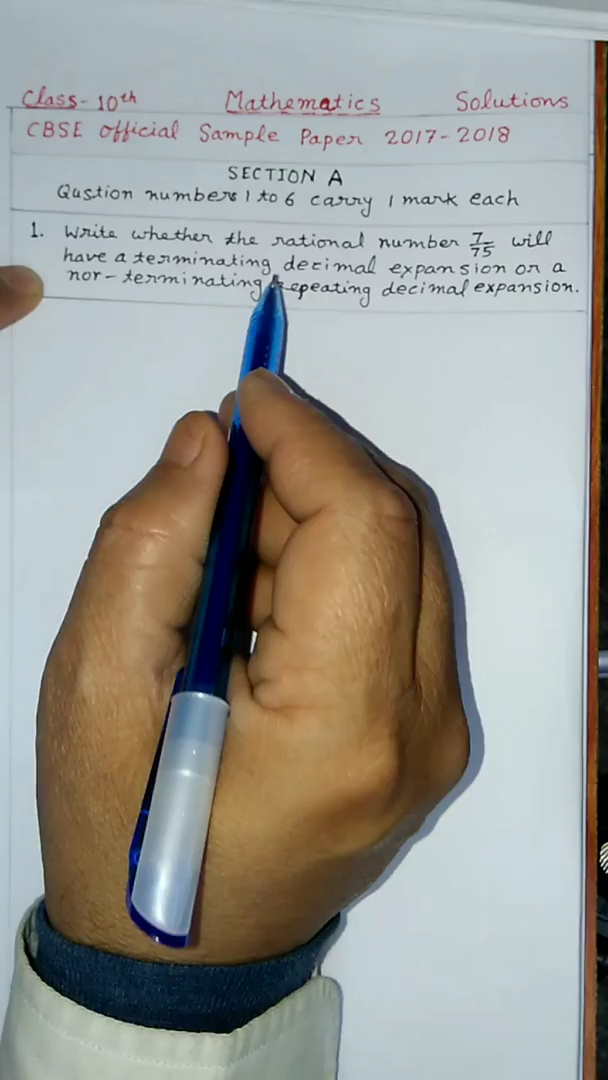 Class- 10th Mathematics Solutions
CBSE official Sample Paper 2017-2018
SECTION A
Qustion numbers 1 to 6 carry 1 mark each
1. Write whether the rational number 7/75 will
have a terminating decimal expansion or a
nor-terminating repeating decimal expansion.